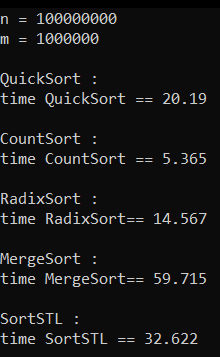 n = 100000000
m = 1000000
QuickSort :
time QuickSort == 20.19
CountSort :
time CountSort == 5.365
RadixSort :
time RadixSort== 14.567
MergeSort :
time MergeSort== 59.715
SortSTL :
time SortSTL == 32.622